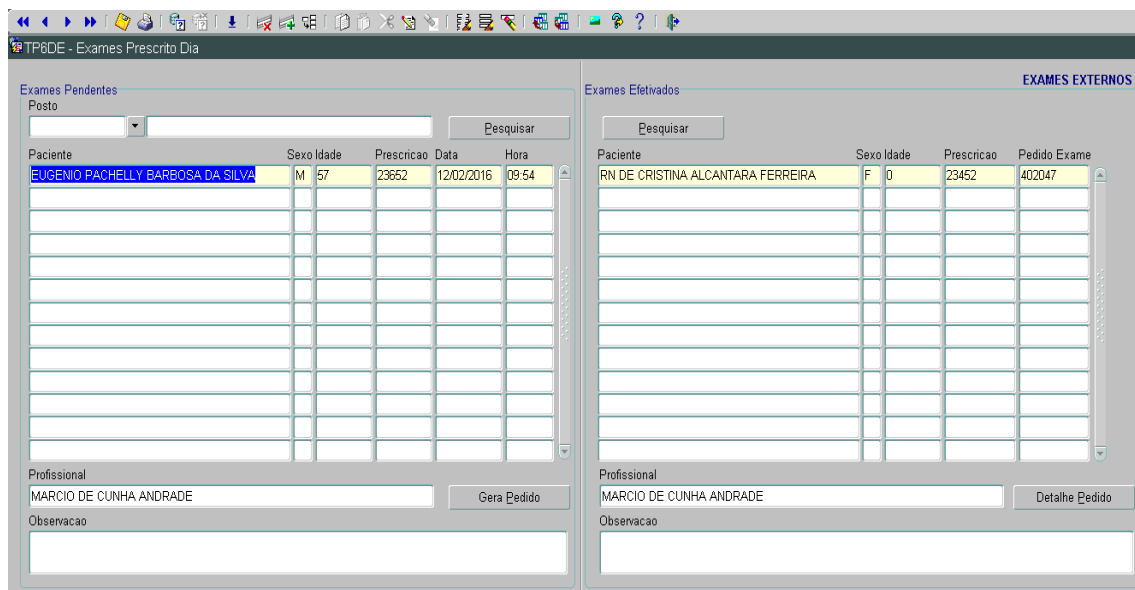 TP6DE - Exames Prescrito Dia
EXAMES EXTERNOS
Exames Pendentes
Posto
Pesquisar
Paciente Sexo Idade Prescricao Data Hora
EUGENIO PACHELLY BARBOSA DA SILVA M 57 23652 12/02/2016 09:54
Profissional
MARCIO DE CUNHA ANDRADE Gera Pedido
Observacao
Exames Efetivados
Pesquisar
Paciente Sexo Idade Prescricao Pedido Exame
RN DE CRISTINA ALCANTARA FERREIRA F 0 23452 402047
Profissional
MARCIO DE CUNHA ANDRADE Detalhe Pedido
Observacao